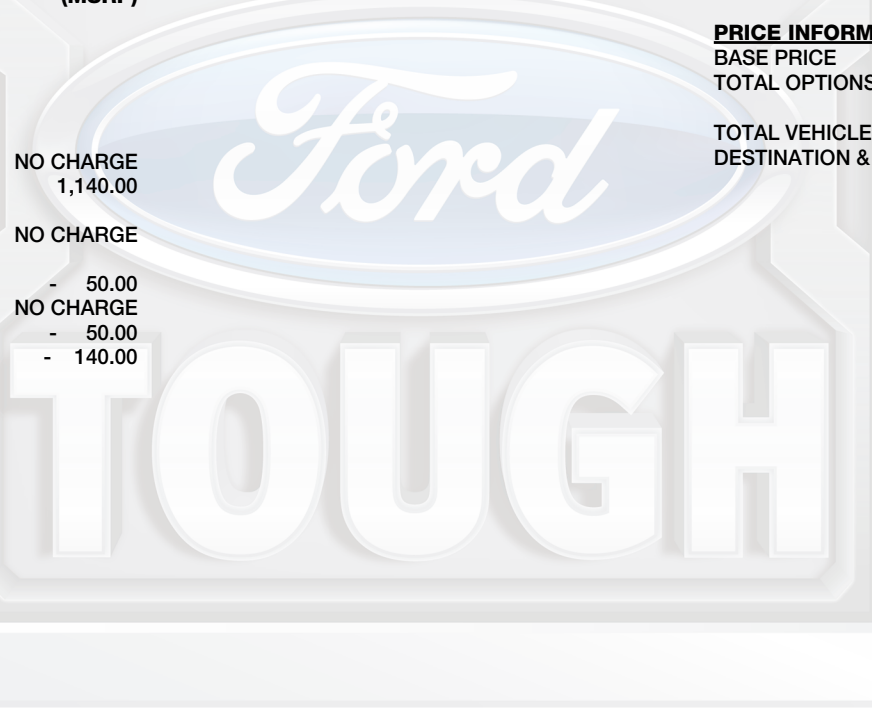 (MSRP)
NO CHARGE
1,140.00
NO CHARGE
- 50.00
NO CHARGE
- 50.00
- 140.00
PRICE INFORM
BASE PRICE
TOTAL OPTIONS
TOTAL VEHICLE
DESTINATION &
Ford
TOUGH